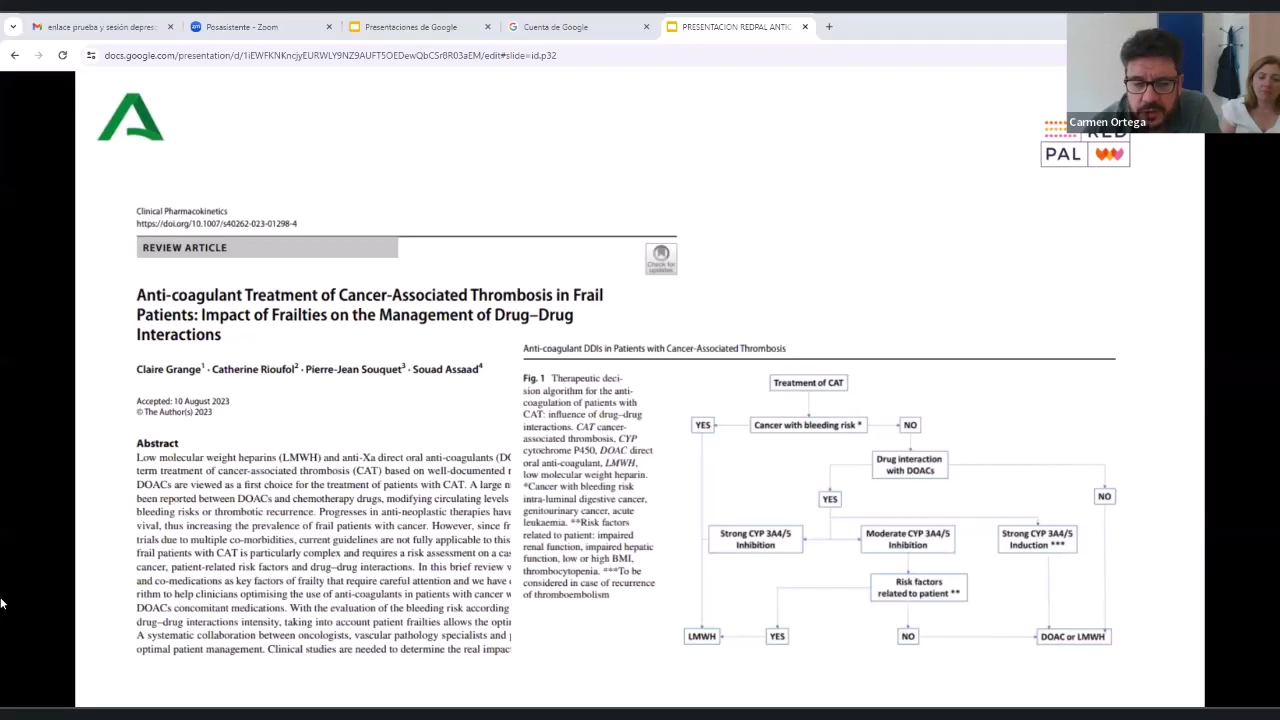 enlace prueba y sesión depres
Posasistente - Zoom
Presentaciones de Google
Cuenta de Google
PRESENTACION REDPAL ANTIC
docs.google.com/presentation/d/1iEWFKNKncjyEURWLY9NZ9AUFT5OEDewQbCSr8R03aEM/edit#slide=id.p32
Carmen Ortega
RED
PAL
Clinical Pharmacokinetics
https://doi.org/10.1007/s40262-023-01298-4
REVIEW ARTICLE
Check for
updates
Anti-coagulant Treatment of Cancer-Associated Thrombosis in Frail
Patients: Impact of Frailties on the Management of Drug–Drug
Interactions
Claire Grange1 · Catherine Rioufol2 · Pierre-Jean Souquet3 · Souad Assaad4
Accepted: 10 August 2023
© The Author(s) 2023
Abstract
Low molecular weight heparins (LMWH) and anti-Xa direct oral anticoagulants (DO
term treatment of cancer-associated thrombosis (CAT) based on well-documented
DOACs are viewed as a first choice for the treatment of patients with CAT. A large n
been reported between DOACs and chemotherapy drugs, modifying circulating levels
bleeding risks or thrombotic recurrence. Progresses in anti-neoplastic therapies have
vival, thus increasing the prevalence of frail patients with cancer. However, since fr
trials due to multiple co-morbidities, current guidelines are not fully applicable to this
frail patients with CAT is particularly complex and requires a risk assessment on a cas
cancer, patient-related risk factors and drug–drug interactions. In this brief review
and co-medications as key factors of frailty that require careful attention and we have
rithm to help clinicians optimising the use of anti-coagulants in patients with cancer
DOACs concomitant medications. With the evaluation of the bleeding risk according
drug–drug interactions intensity, taking into account patient frailties allows the opti
A systematic collaboration between oncologists, vascular pathology specialists and
optimal patient management. Clinical studies are needed to determine the real impac
Anti-coagulant DDIs in Patients with Cancer-Associated Thrombosis
Fig. 1 Therapeutic deci-
sion algorithm for the anti-
coagulation of patients with
CAT: influence of drug–drug
interactions. CAT cancer-
associated thrombosis, CYP
cytochrome P450, DOAC direct
oral anti-coagulant, LMWH,
low molecular weight heparin.
*Cancer with bleeding risk
intra-luminal digestive cancer,
genitourinary cancer, acute
leukaemia. **Risk factors
related to patient: impaired
renal function, impaired hepatic
function, low or high BMI,
thrombocytopenia. ***To be
considered in case of recurrence
of thromboembolism
Treatment of CAT
YES
Cancer with bleeding risk *
NO
Drug interaction
with DOACs
YES
NO
Strong CYP 3A4/5
Inhibition
Moderate CYP 3A4/5
Inhibition
Strong CYP 3A4/5
Induction ***
Risk factors
related to patient **
LMWH
YES
NO
DOAC or LMWH